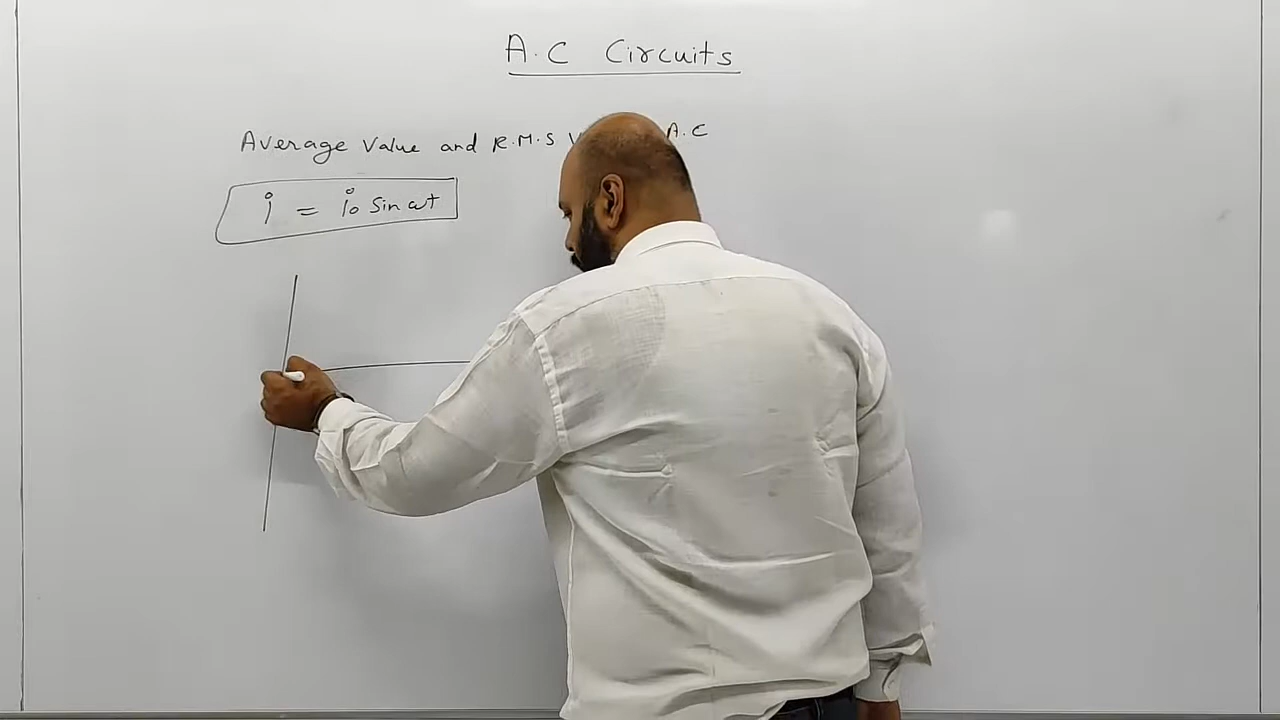 A.C Circuits
Average Value and R.M.S A.C
i = i₀ Sin ωt